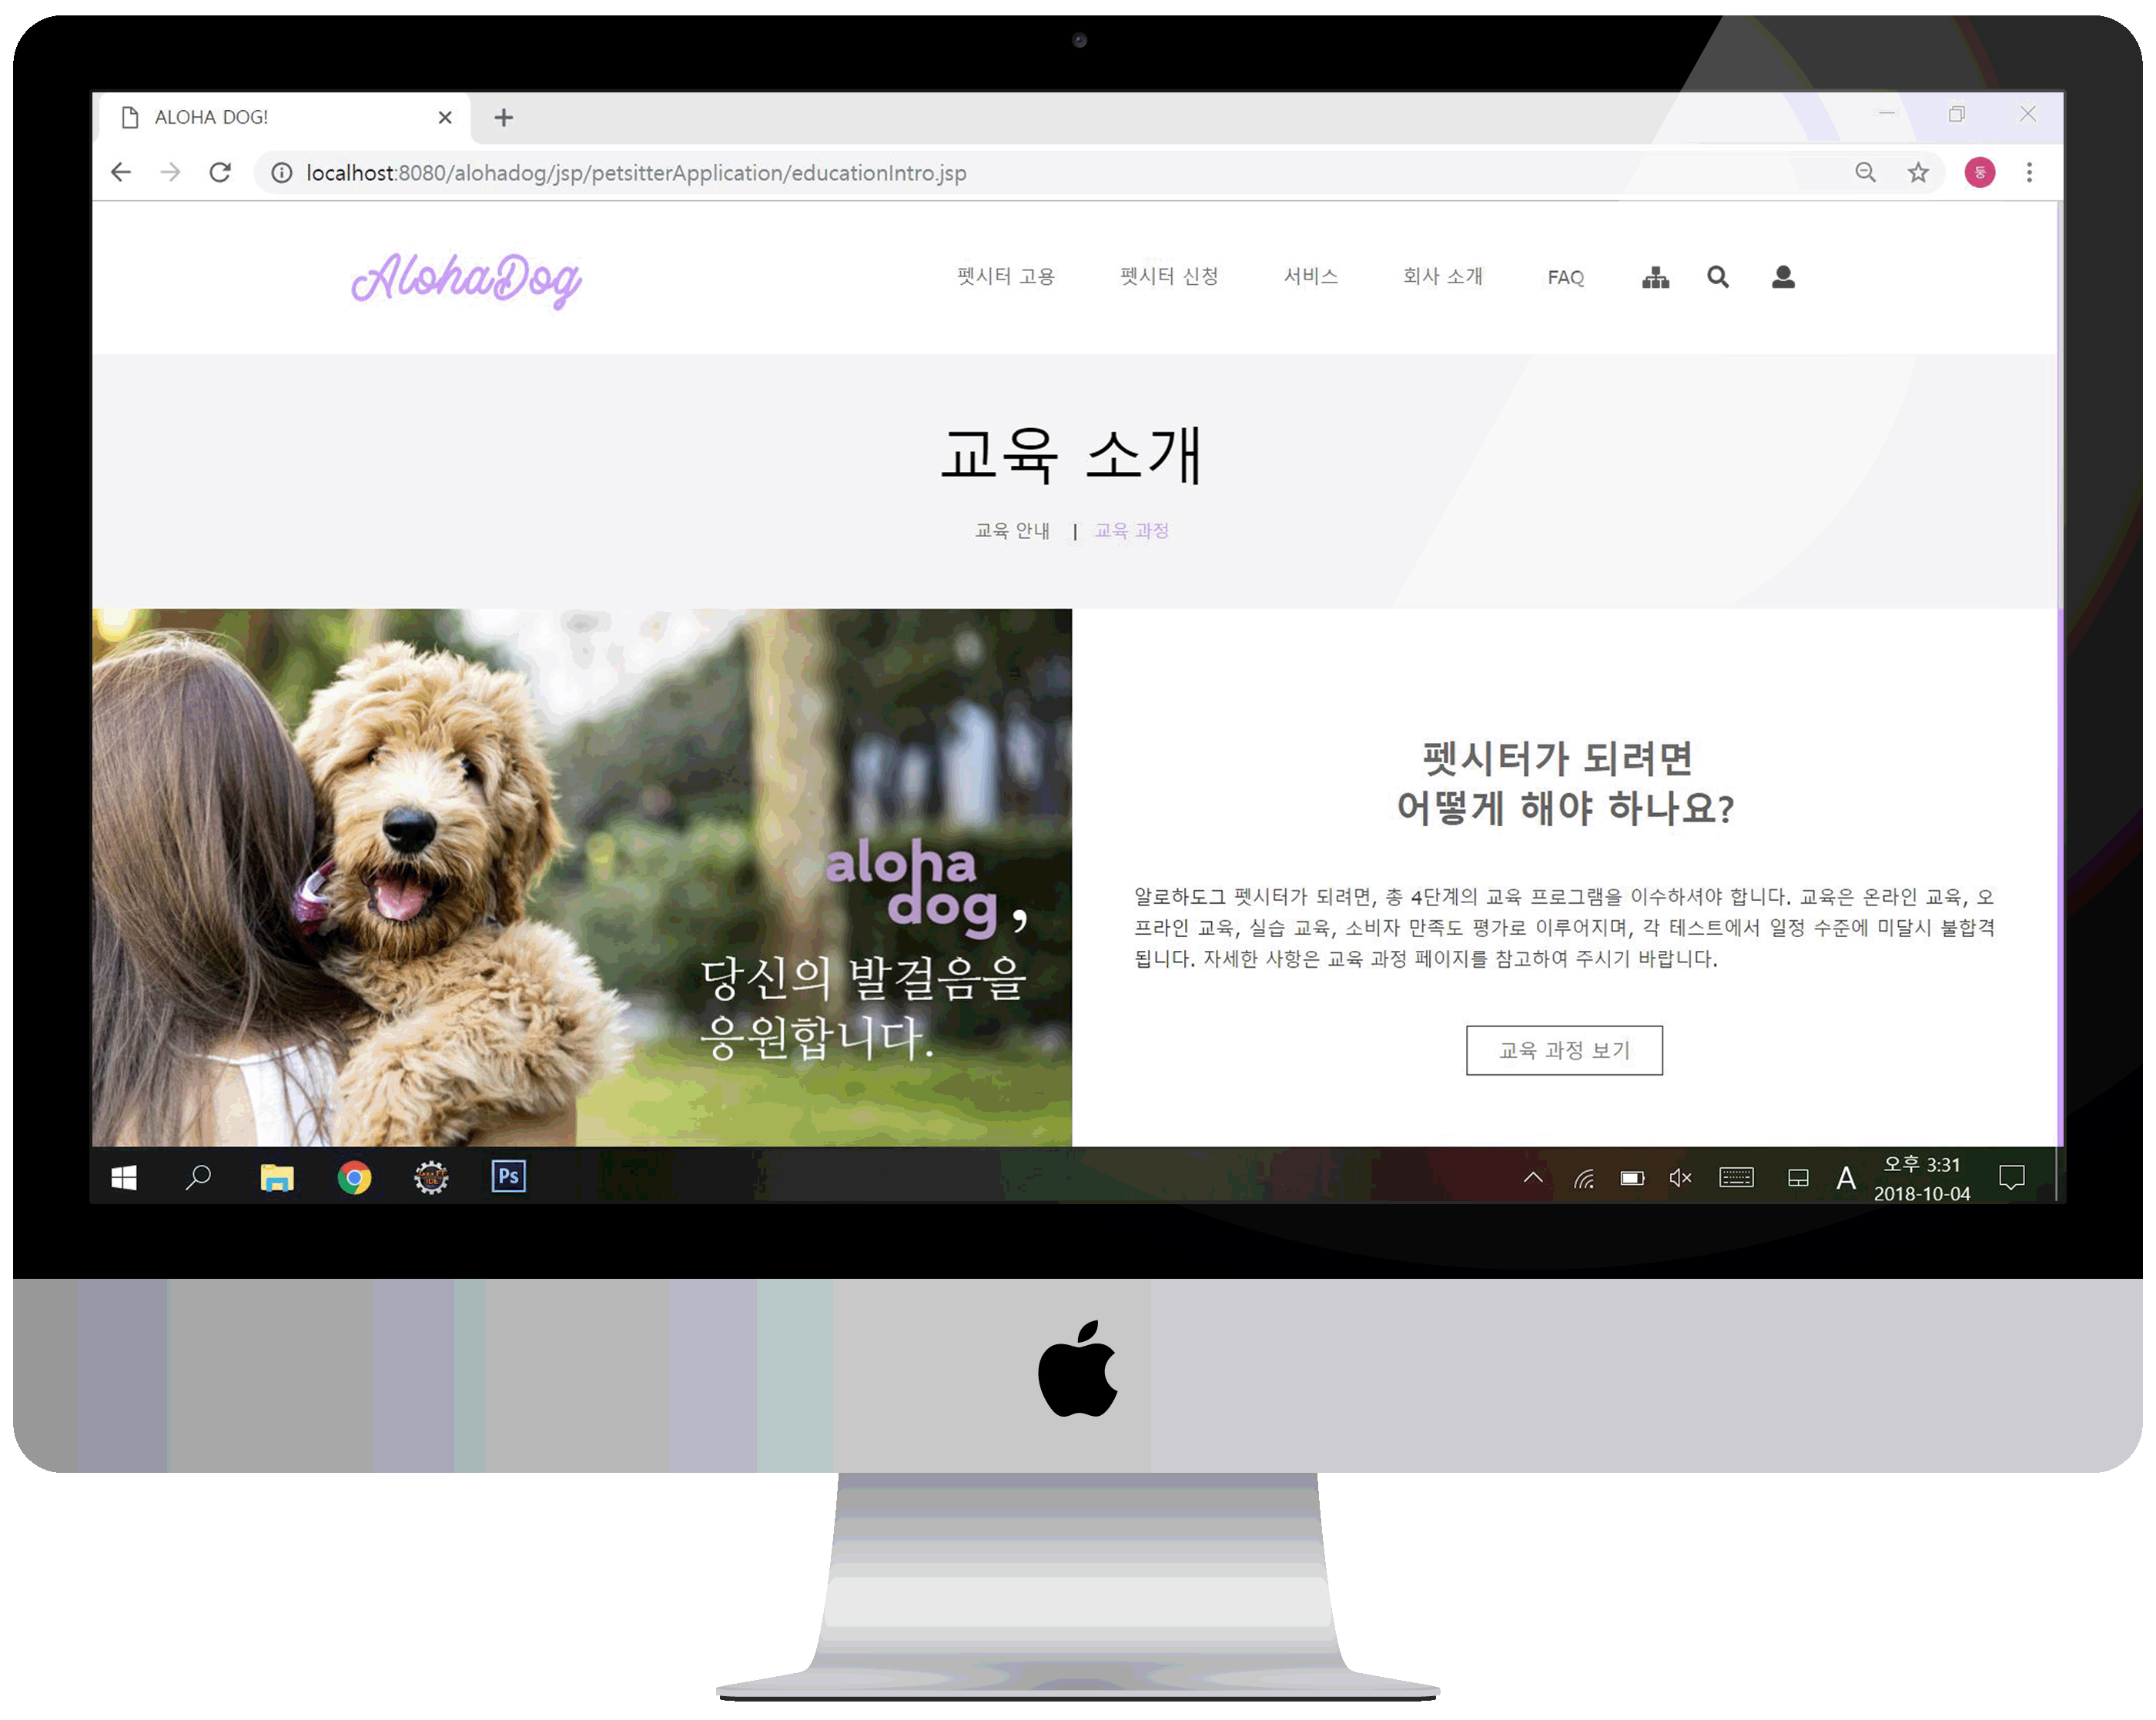 ALOHA DOG!
localhost:8080/alohadog/jsp/petsitterApplication/educationIntro.jsp
둥
AlohaDog
펫시터 고용
펫시터 신청
서비스
회사 소개
FAQ
교육 소개
교육 안내 | 교육 과정
aloha
dog,
당신의 발걸음을
응원합니다.
펫시터가 되려면
어떻게 해야 하나요?
알로하도그 펫시터가 되려면, 총 4단계의 교육 프로그램을 이수하셔야 합니다. 교육은 온라인 교육, 오
프라인 교육, 실습 교육, 소비자 만족도 평가로 이루어지며, 각 테스트에서 일정 수준에 미달시 불합격
됩니다. 자세한 사항은 교육 과정 페이지를 참고하여 주시기 바랍니다.
교육 과정 보기
Ps
A
오후 3:31
2018-10-04